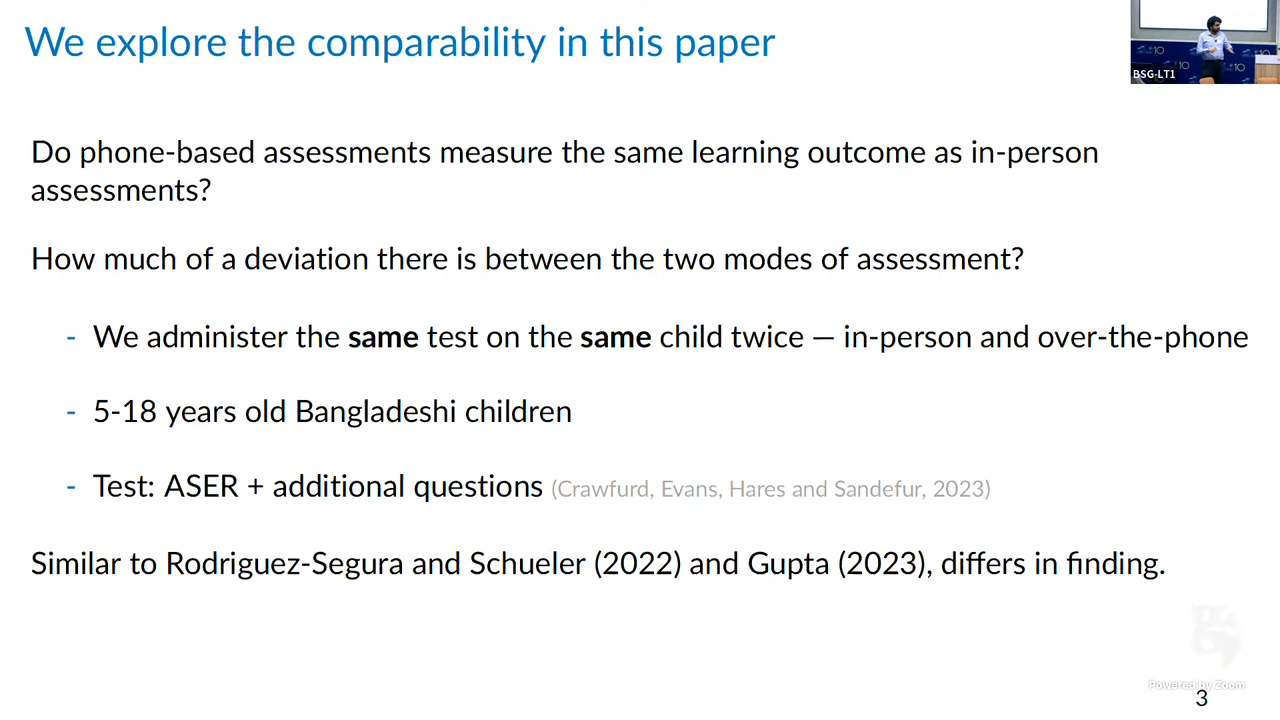 We explore the comparability in this paper
BSG-LT1
Do phone-based assessments measure the same learning outcome as in-person
assessments?
How much of a deviation there is between the two modes of assessment?
- We administer the same test on the same child twice — in-person and over-the-phone
- 5-18 years old Bangladeshi children
- Test: ASER + additional questions (Crawfurd, Evans, Hares and Sandefur, 2023)
Similar to Rodriguez-Segura and Schueler (2022) and Gupta (2023), differs in finding.
Powered by Zoom
3